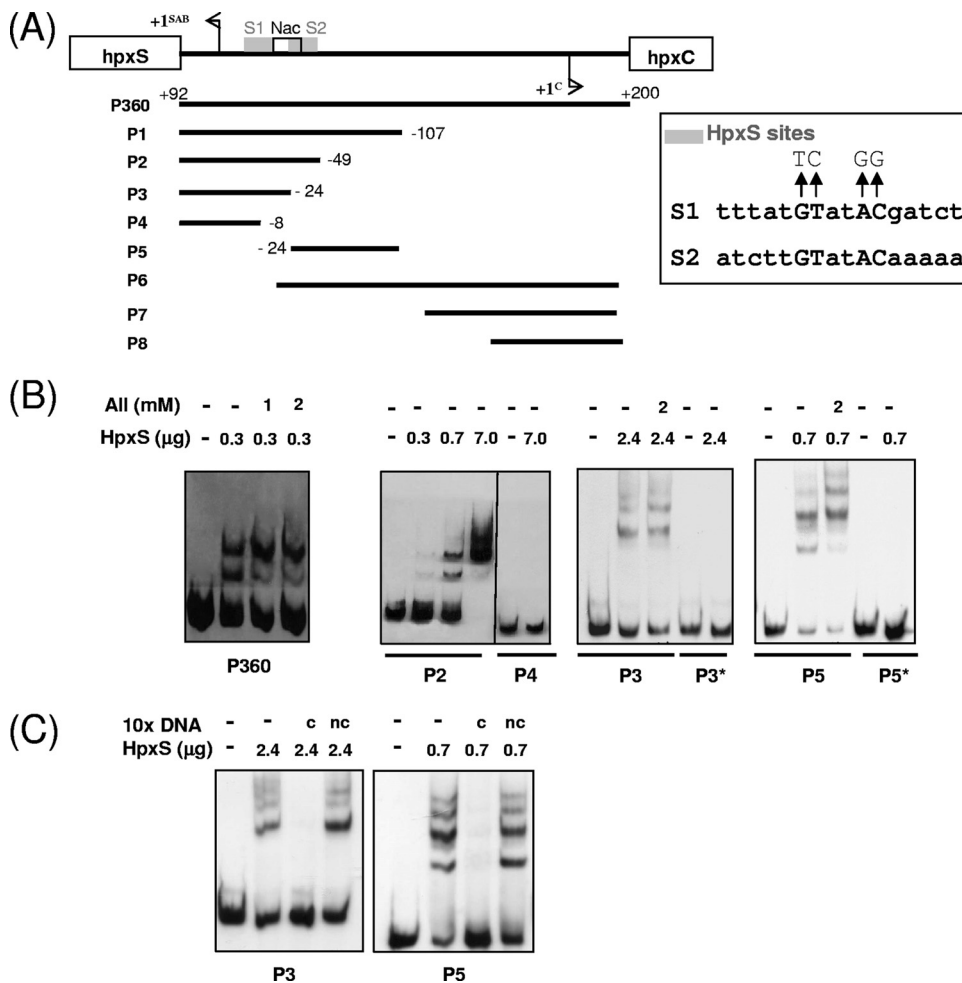 (A)
+1SAB
S1 Nac S2
hpxS
hpxC
+1C
+92
+200
P360
P1
-107
P2
-49
P3
- 24
P4
-8
P5
- 24
P6
P7
P8
HpxS sites
TC GG
S1 tttatGTatACgatct
S2 atcttGTatACaaaaa
(B)
All (mM) - - 1 2 - - - - - - - - 2 - - - - 2 - -
HpxS (µg) - 0.3 0.3 0.3 - 0.3 0.7 7.0 - 7.0 - 2.4 2.4 - 2.4 - 0.7 0.7 - 0.7
P360
P2
P4
P3
P3*
P5
P5*
(C)
10x DNA - - c nc - - c nc
HpxS (µg) - 2.4 2.4 2.4 - 0.7 0.7 0.7
P3
P5